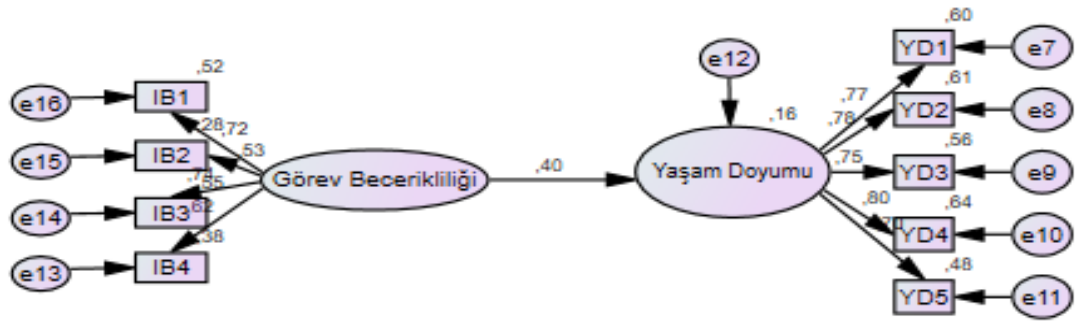 ,52
e16
IB1
,72
,28
e15
IB2
,53
,55
e14
IB3
,62
,38
e13
IB4
Görev Becerikliliği
,40
e12
,16
Yaşam Doyumu
,60
YD1
e7
,77
,61
YD2
e8
,78
,56
YD3
e9
,75
,64
YD4
e10
,80
,48
YD5
e11